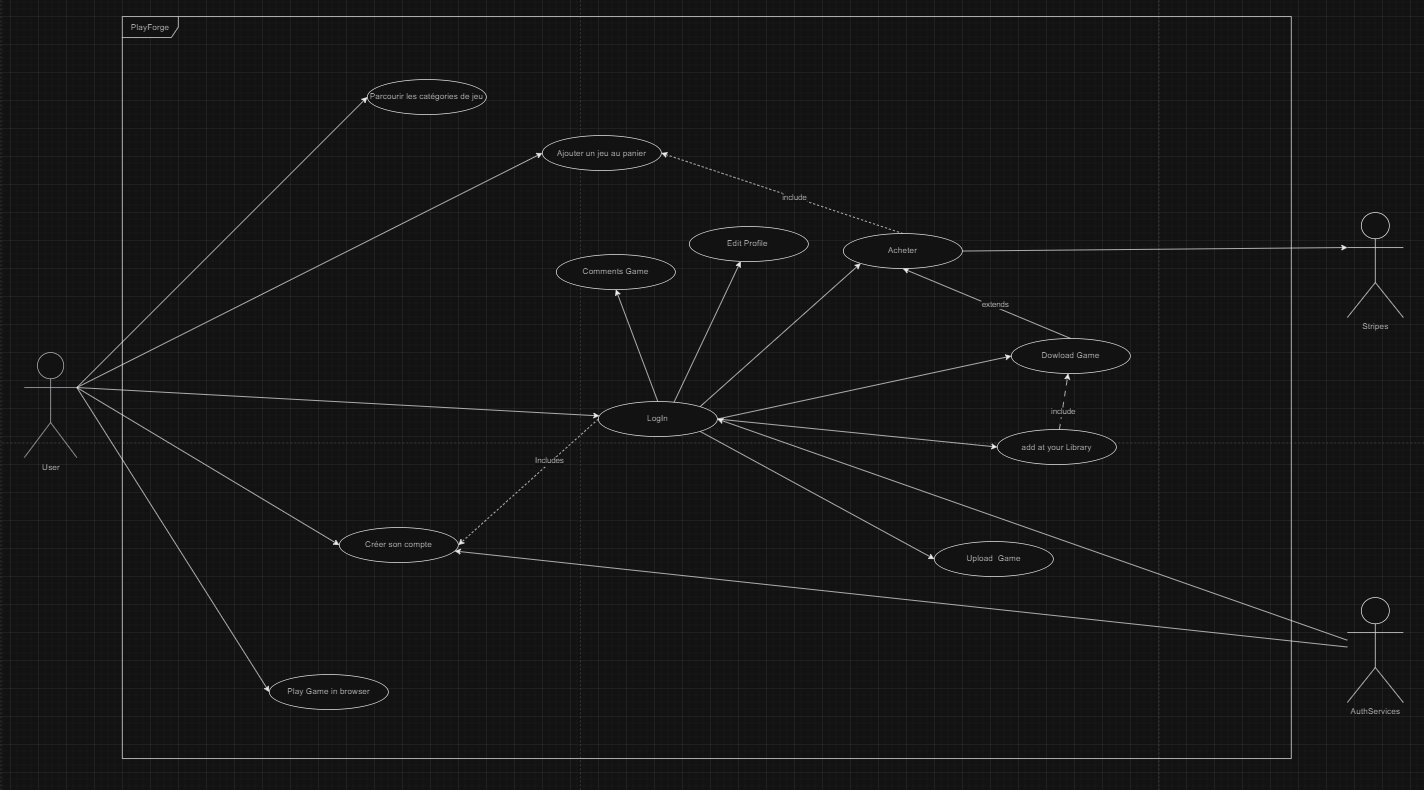 PlayForge
Parcourir les catégories de jeu
Ajouter un jeu au panier
include
Edit Profile
Acheter
Comments Game
extends
Stripes
Dowload Game
include
LogIn
add at your Library
Includes
User
Créer son compte
Upload  Game
Play Game in browser
AuthServices